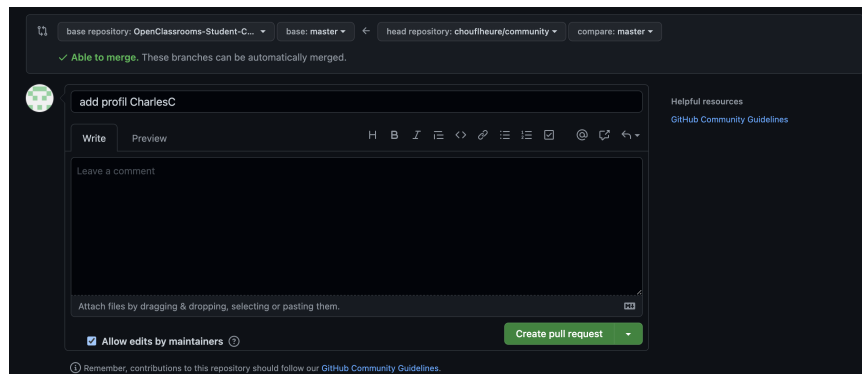 base repository: OpenClassrooms-Student-C... base: master ← head repository: chouflheure/community compare: master
✓ Able to merge. These branches can be automatically merged.
add profil CharlesC
Helpful resources
GitHub Community Guidelines
Write Preview
Leave a comment
Attach files by dragging & dropping, selecting or pasting them.
Allow edits by maintainers
Create pull request
Remember, contributions to this repository should follow our GitHub Community Guidelines.